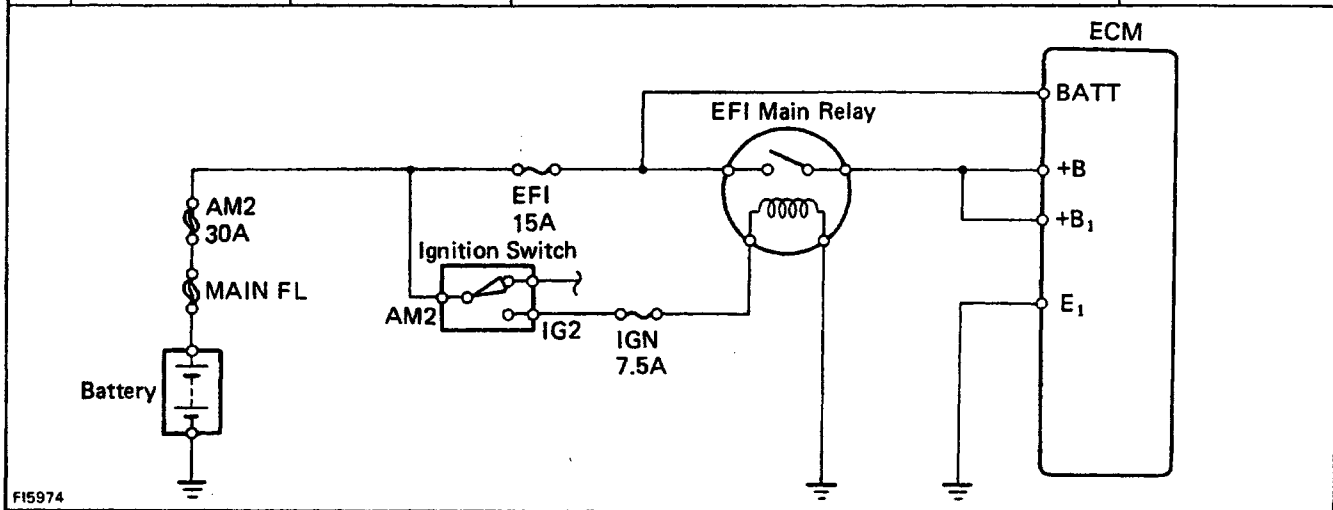 ECM
BATT
EFI Main Relay
+B
EFI
15A
AM2
30A
+B₁
Ignition Switch
MAIN FL
E₁
AM2
IG2
IGN
7.5A
Battery
FI5974